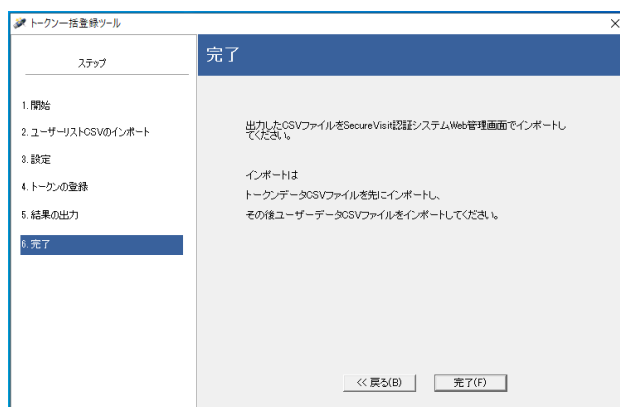 トークン一括登録ツール
ステップ
完了
1.開始
2.ユーザーリストCSVのインポート
3.設定
4.トークンの登録
5.結果の出力
6.完了
出力したCSVファイルをSecureVisit認証システムWeb管理画面でインポートし
てください。
インポートは
トークンデータCSVファイルを先にインポートし、
その後ユーザーデータCSVファイルをインポートしてください。
<< 戻る(B)
完了(F)